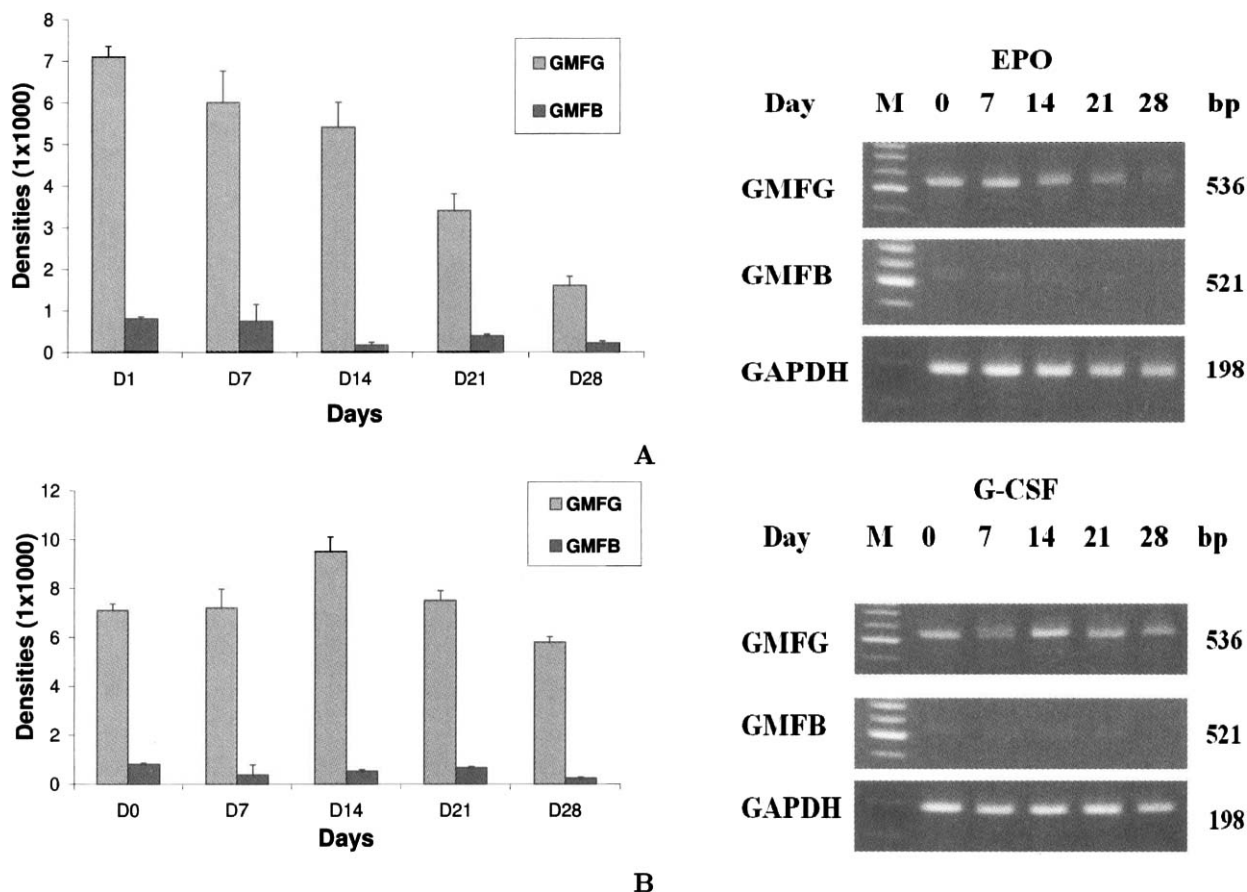 7
6
5
4
3
2
1
0
Densities (1x1000)
GMFG
GMFB
D1 D7 D14 D21 D28
Days
EPO
Day M 0 7 14 21 28 bp
GMFG 536
GMFB 521
GAPDH 198
A
12
10
8
6
4
2
0
Densities (1x1000)
GMFG
GMFB
D0 D7 D14 D21 D28
Days
G-CSF
Day M 0 7 14 21 28 bp
GMFG 536
GMFB 521
GAPDH 198
B